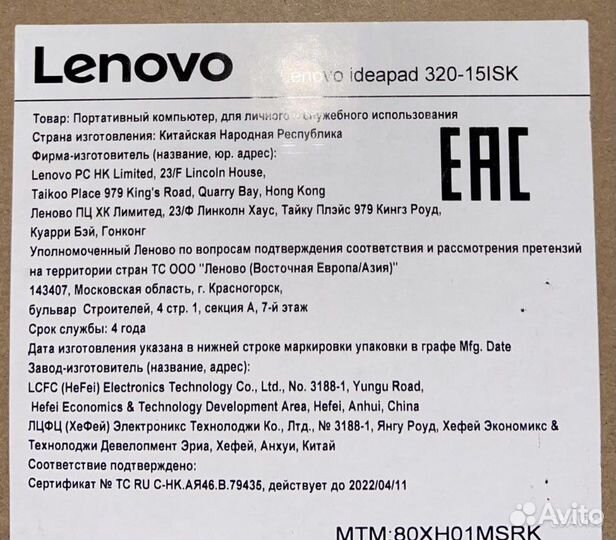 Lenovo
Lenovo ideapad 320-15ISK
Товар: Портативный компьютер, для личного и служебного использования
Страна изготовления: Китайская Народная Республика
EAC
Фирма-изготовитель (название, юр. адрес):
Lenovo PC HK Limited, 23/F Lincoln House,
Taikoo Place 979 King's Road, Quarry Bay, Hong Kong
Леново ПЦ ХК Лимитед, 23/Ф Линколн Хаус, Тайку Плэйс 979 Кингз Роуд,
Куарри Бэй, Гонконг
Уполномоченный Леново по вопросам подтверждения соответствия и рассмотрения претензий
на территории стран ТС ООО "Леново (Восточная Европа/Азия)"
143407, Московская область, г. Красногорск,
бульвар Строителей, 4 стр. 1, секция А, 7-й этаж
Срок службы: 4 года
Дата изготовления указана в нижней строке маркировки упаковки в графе Mfg. Date
Завод-изготовитель (название, адрес):
LCFC (HeFei) Electronics Technology Co., Ltd., No. 3188-1, Yungu Road,
Hefei Economics & Technology Development Area, Hefei, Anhui, China
ЛЦФЦ (ХеФей) Электроникс Технолоджи Ко., Лтд., № 3188-1, Янгу Роуд, Хефей Экономикс &
Технолоджи Девелопмент Эриа, Хефей, Анхуи, Китай
Соответствие подтверждено:
Сертификат № ТС RU С-НК.АЯ46.В.79435, действует до 2022/04/11
MTM:80XH01MSRK
Avito